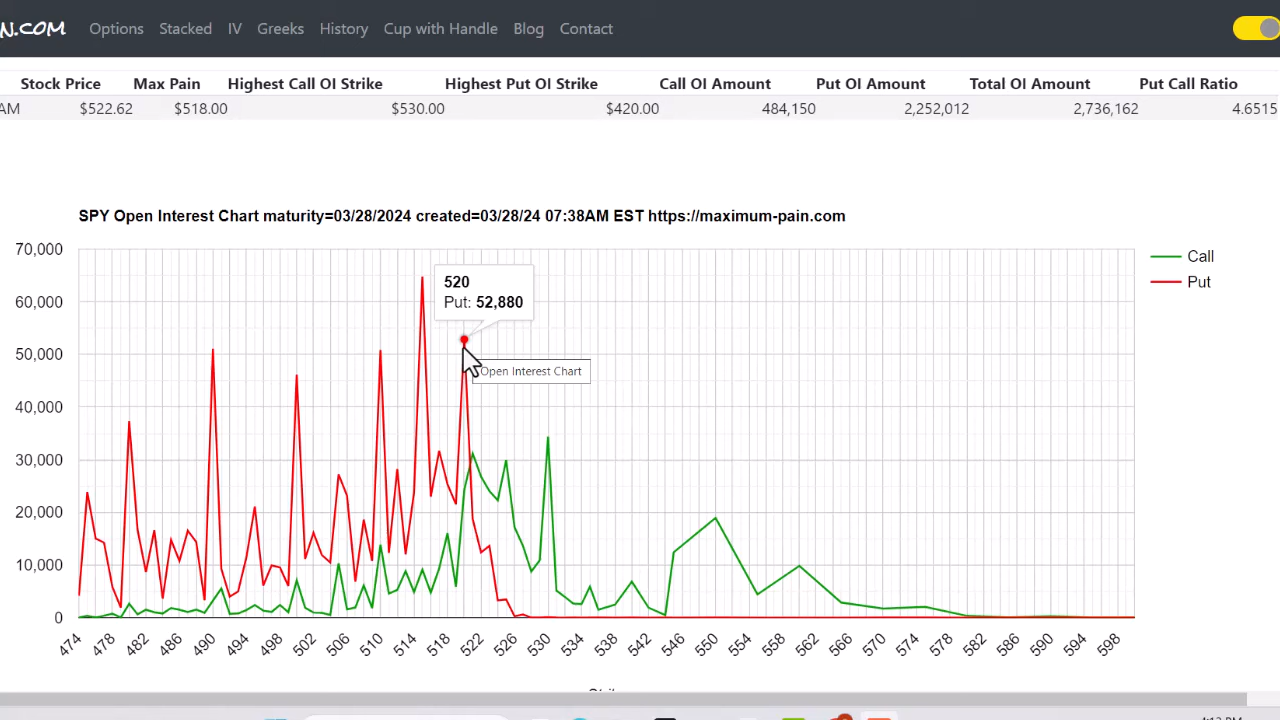 N.COM Options Stacked IV Greeks History Cup with Handle Blog Contact
Stock Price Max Pain Highest Call OI Strike Highest Put OI Strike Call OI Amount Put OI Amount Total OI Amount Put Call Ratio
AM $522.62 $518.00 $530.00 $420.00 484,150 2,252,012 2,736,162 4.6515
SPY Open Interest Chart maturity=03/28/2024 created=03/28/24 07:38AM EST https://maximum-pain.com
70,000
60,000
50,000
40,000
30,000
20,000
10,000
0
Call
Put
520
Put: 52,880
Open Interest Chart
474 478 482 486 490 494 498 502 506 510 514 518 522 526 530 534 538 542 546 550 554 558 562 566 570 574 578 582 586 590 594 598